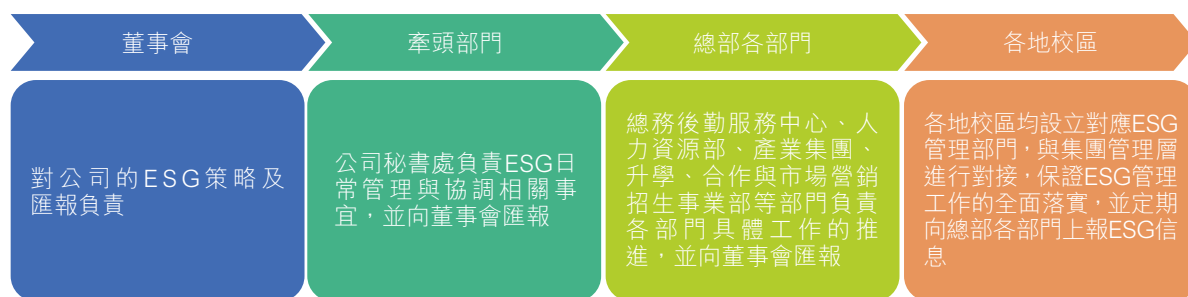 董事會
牽頭部門
總部各部門
各地校區
對公司的ESG策略及
匯報負責
公司秘書處負責ESG日
常管理與協調相關事
宜，並向董事會匯報
總務後勤服務中心、人
力資源部、產業集團、
升學、合作與市場營銷
招生事業部等部門負責
各部門具體工作的推
進，並向董事會匯報
各地校區均設立對應ESG
管理部門，與集團管理層
進行對接，保證ESG管理
工作的全面落實，並定期
向總部各部門上報ESG信
息